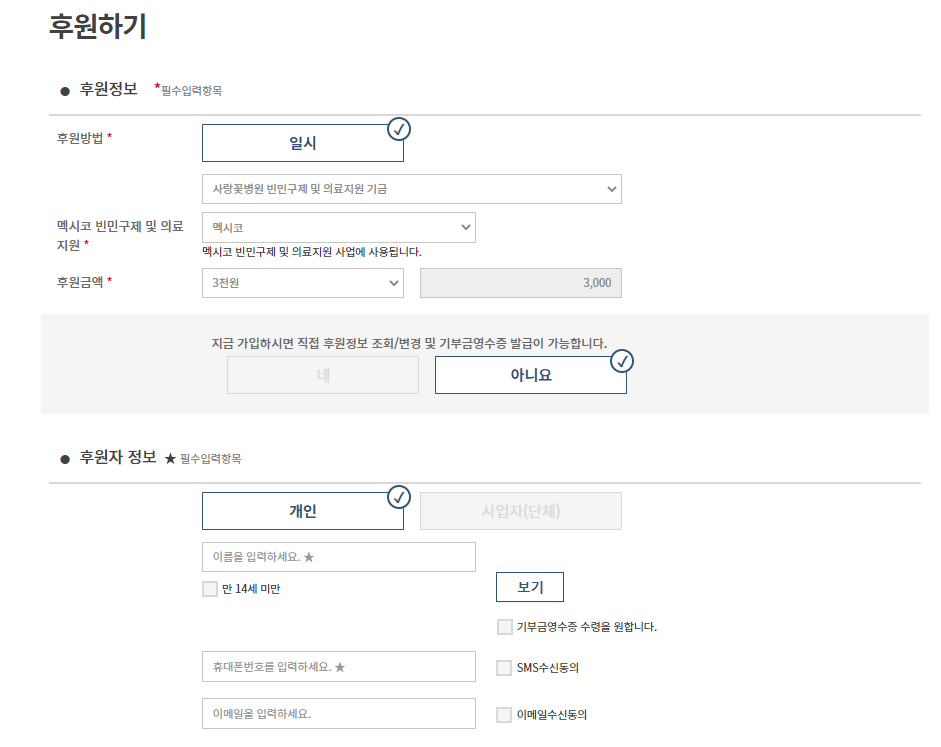 후원하기
● 후원정보 *필수입력항목
후원방법 *
일시
사랑꽃병원 빈민구제 및 의료지원 기금
멕시코 빈민구제 및 의료
지원 *
멕시코
멕시코 빈민구제 및 의료지원 사업에 사용됩니다.
후원금액 *
3천원
3,000
지금 가입하시면 직접 후원정보 조회/변경 및 기부금영수증 발급이 가능합니다.
네
아니요
● 후원자 정보 ★ 필수입력항목
개인
사업자(단체)
이름을 입력하세요. ★
만 14세 미만
보기
기부금영수증 수령을 원합니다.
휴대폰번호를 입력하세요. ★
SMS수신동의
이메일을 입력하세요.
이메일수신동의